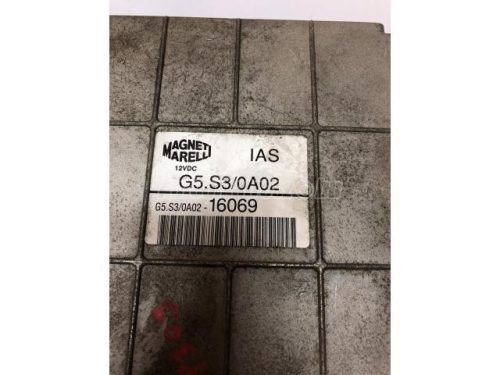 MAGNETI
MARELLI
12VDC
IAS
G5.S3/0A02
G5.S3/0A02-16069